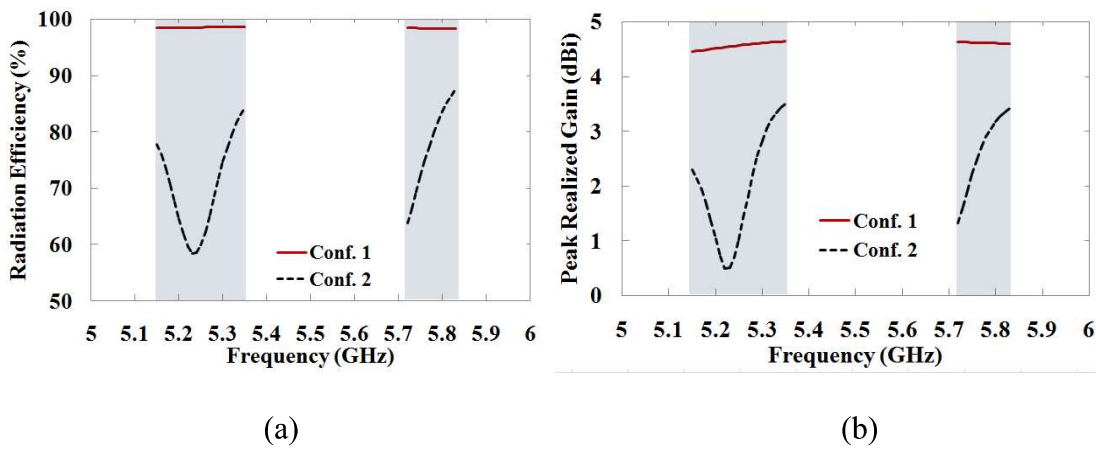 100
90
80
70
60
50
Radiation Efficiency (%)
Conf. 1
Conf. 2
5 5.1 5.2 5.3 5.4 5.5 5.6 5.7 5.8 5.9 6
Frequency (GHz)
(a)
5
4
3
2
1
0
Peak Realized Gain (dBi)
Conf. 1
Conf. 2
5 5.1 5.2 5.3 5.4 5.5 5.6 5.7 5.8 5.9 6
Frequency (GHz)
(b)